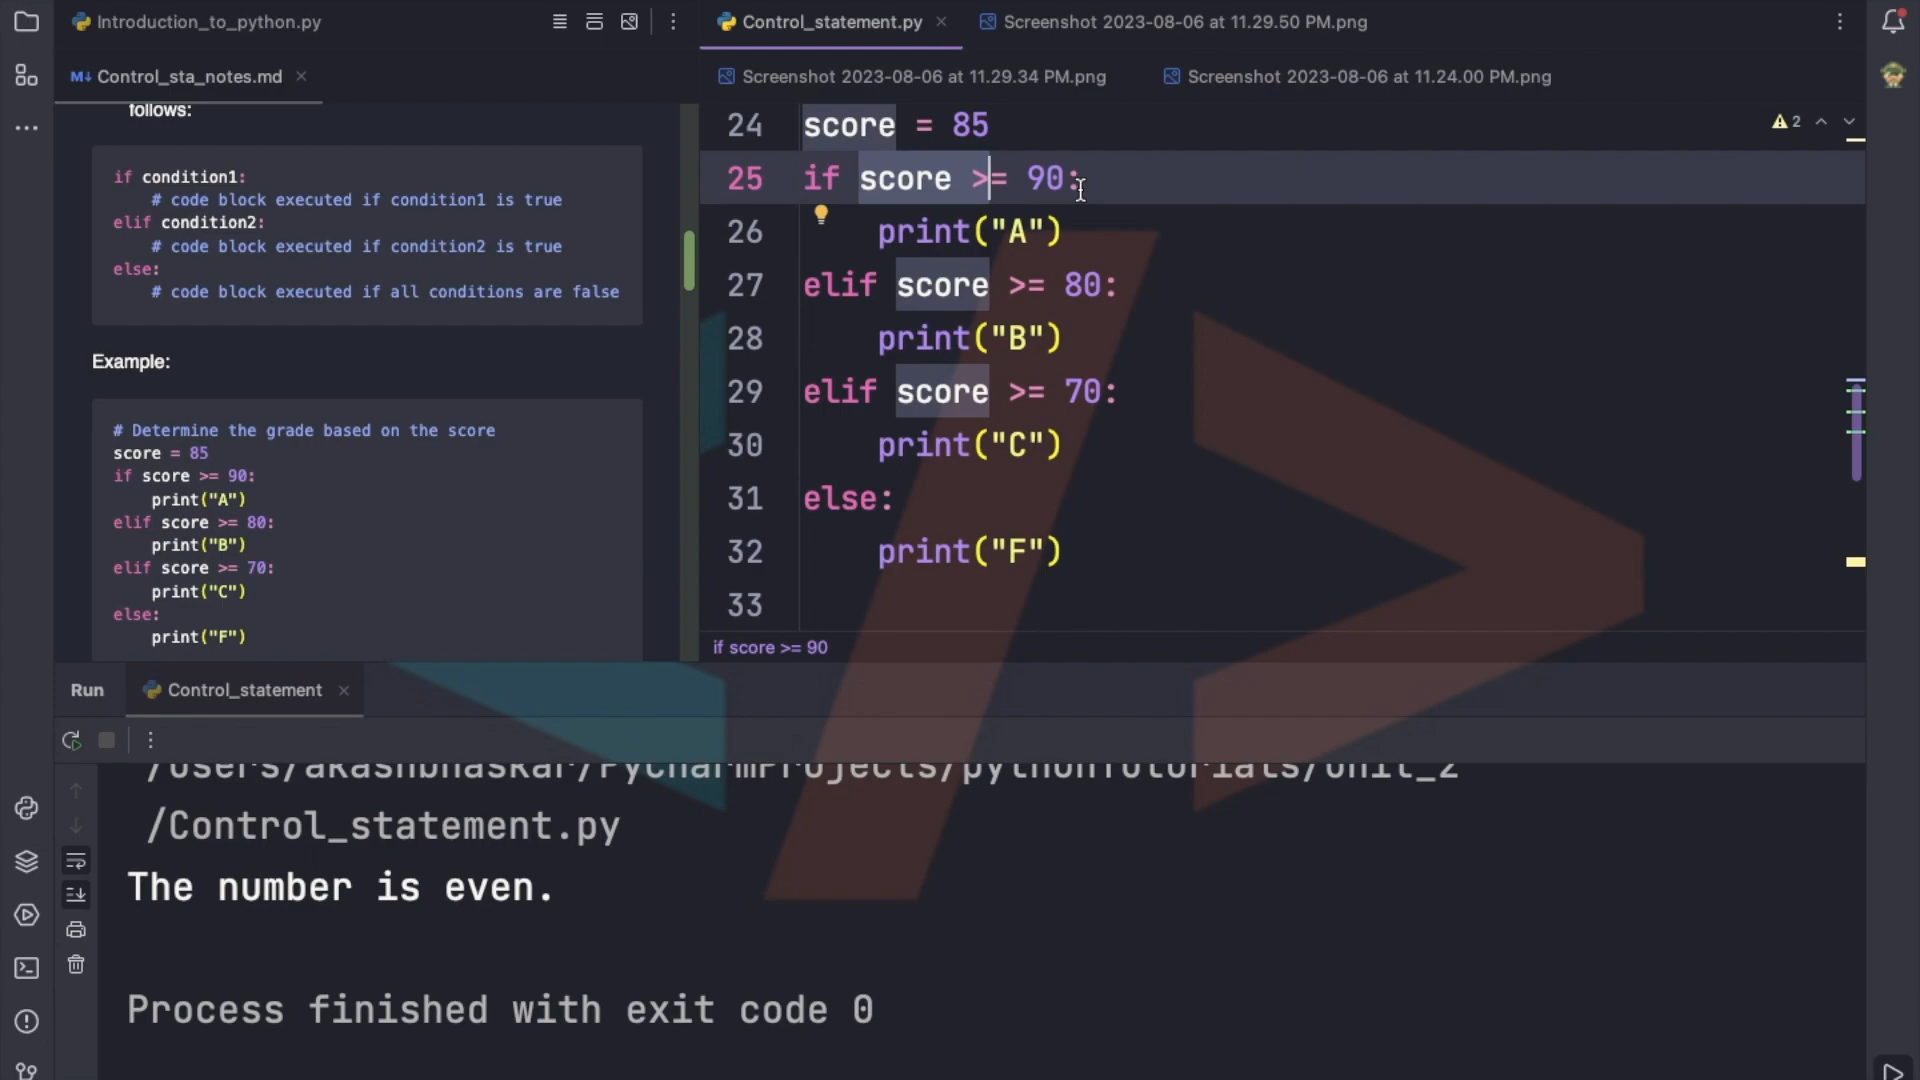 Introduction_to_python.py
Control_statement.py
Screenshot 2023-08-06 at 11.29.50 PM.png
M↓ Control_sta_notes.md
Screenshot 2023-08-06 at 11.29.34 PM.png
Screenshot 2023-08-06 at 11.24.00 PM.png
follows:
if condition1:
# code block executed if condition1 is true
elif condition2:
# code block executed if condition2 is true
else:
# code block executed if all conditions are false
Example:
# Determine the grade based on the score
score = 85
if score >= 90:
print("A")
elif score >= 80:
print("B")
elif score >= 70:
print("C")
else:
print("F")
24 score = 85
25 if score >= 90:
26 print("A")
27 elif score >= 80:
28 print("B")
29 elif score >= 70:
30 print("C")
31 else:
32 print("F")
33
2
if score >= 90
Run
Control_statement
/Users/akashbhaskar/PycharmProjects/pythonTutorials/Unit_2
/Control_statement.py
The number is even.
Process finished with exit code 0